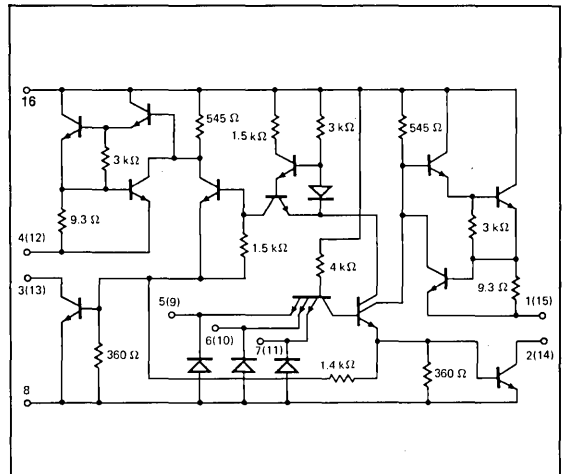 16
545 Ω
1.5 kΩ
3 kΩ
545 Ω
3 kΩ
9.3 Ω
3 kΩ
4(12)
1.5 kΩ
4 kΩ
9.3 Ω
3(13)
1(15)
5(9)
6(10)
7(11)
2(14)
360 Ω
1.4 kΩ
360 Ω
8